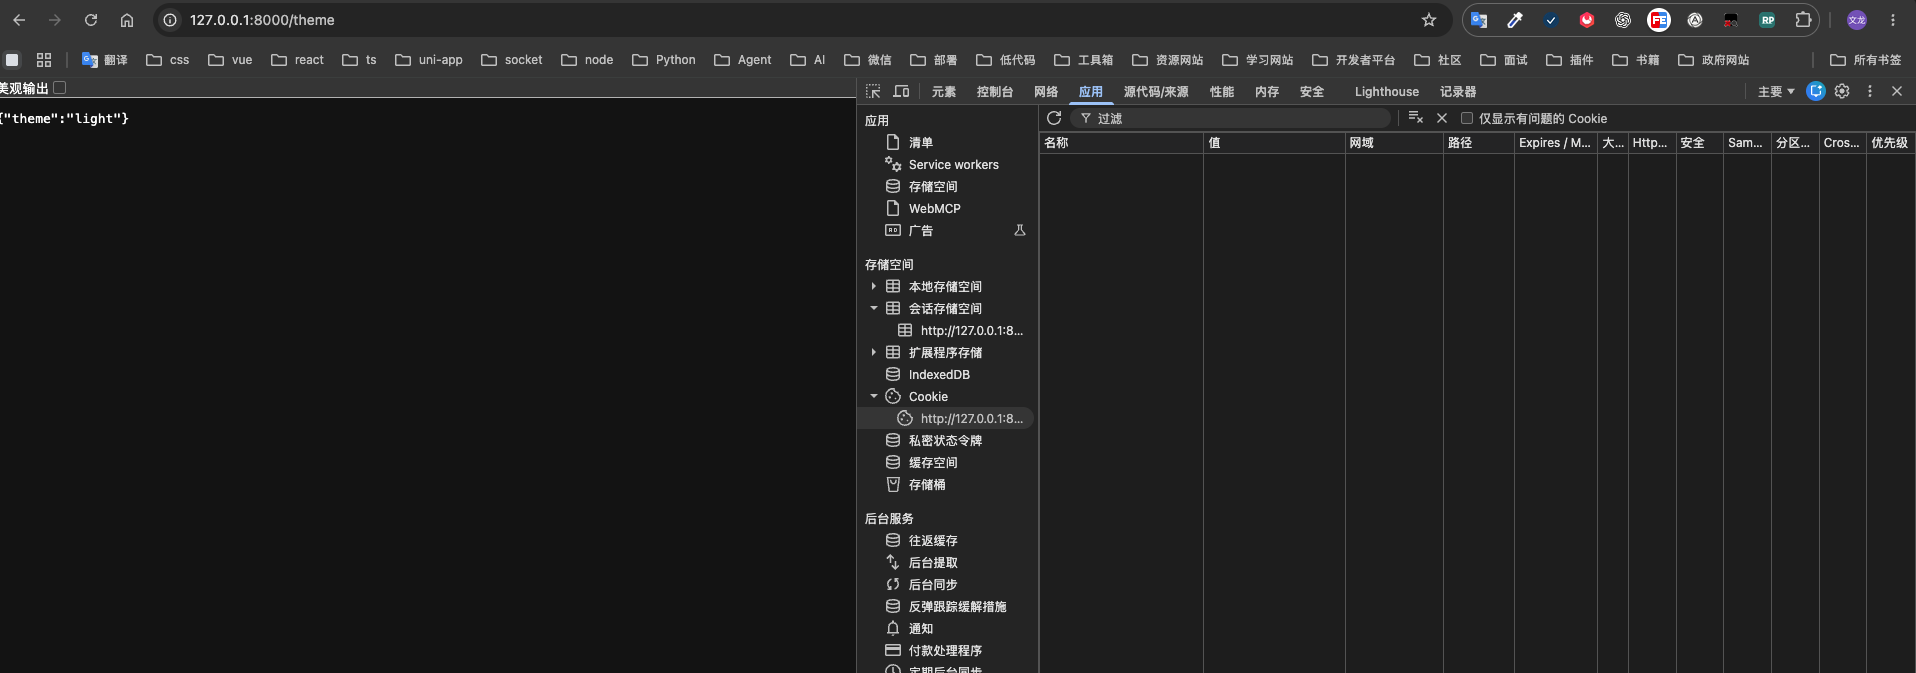 127.0.0.1:8000/theme
文龙
翻译 css vue react ts uni-app socket node Python Agent AI 微信 部署 低代码 工具箱 资源网站 学习网站 开发者平台 社区 面试 插件 书籍 政府网站 所有书签
美观输出
{"theme":"light"}
元素 控制台 网络 应用 源代码/来源 性能 内存 安全 Lighthouse 记录器 主要
应用
清单
Service workers
存储空间
WebMCP
广告
存储空间
本地存储空间
会话存储空间
http://127.0.0.1:8...
扩展程序存储
IndexedDB
Cookie
http://127.0.0.1:8...
私密状态令牌
缓存空间
存储桶
后台服务
往返缓存
后台提取
后台同步
反弹跟踪缓解措施
通知
付款处理程序
定期后台同步
过滤 仅显示有问题的 Cookie
名称 值 网域 路径 Expires / M... 大... Http... 安全 Sam... 分区... Cros... 优先级